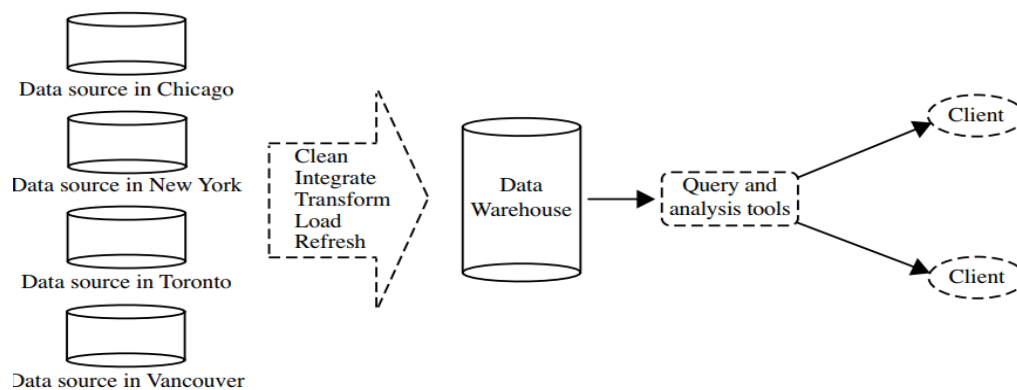 Data source in Chicago
Data source in New York
Data source in Toronto
Data source in Vancouver
Clean
Integrate
Transform
Load
Refresh
Data
Warehouse
Query and
analysis tools
Client
Client